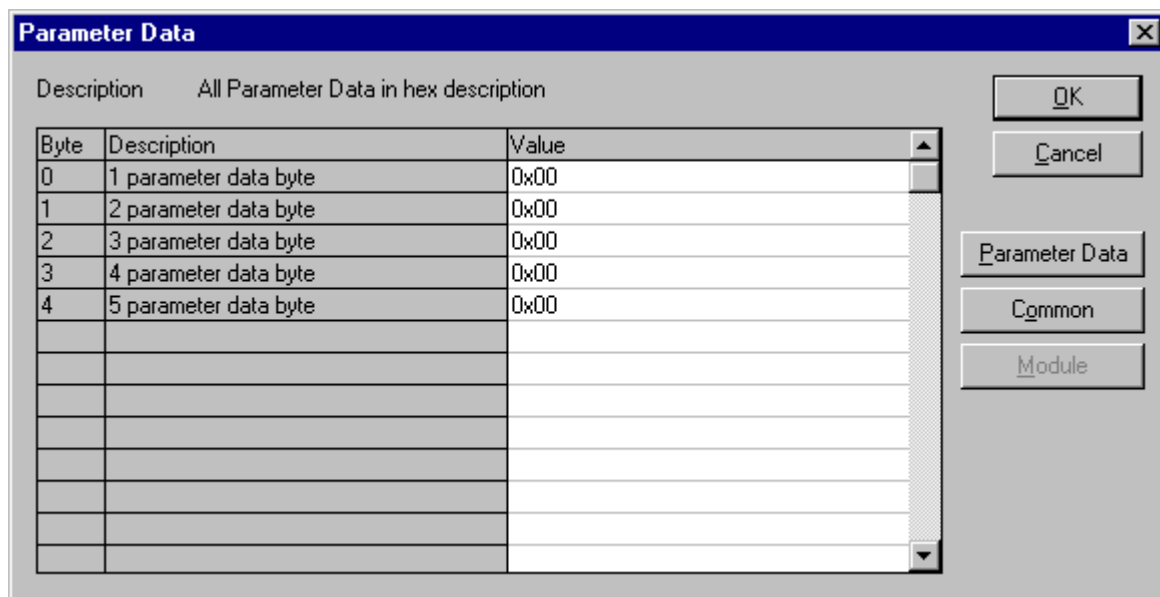 Parameter Data
Description All Parameter Data in hex description
OK
Byte Description Value
Cancel
0 1 parameter data byte 0x00
1 2 parameter data byte 0x00
2 3 parameter data byte 0x00
Parameter Data
3 4 parameter data byte 0x00
4 5 parameter data byte 0x00
Common
Module